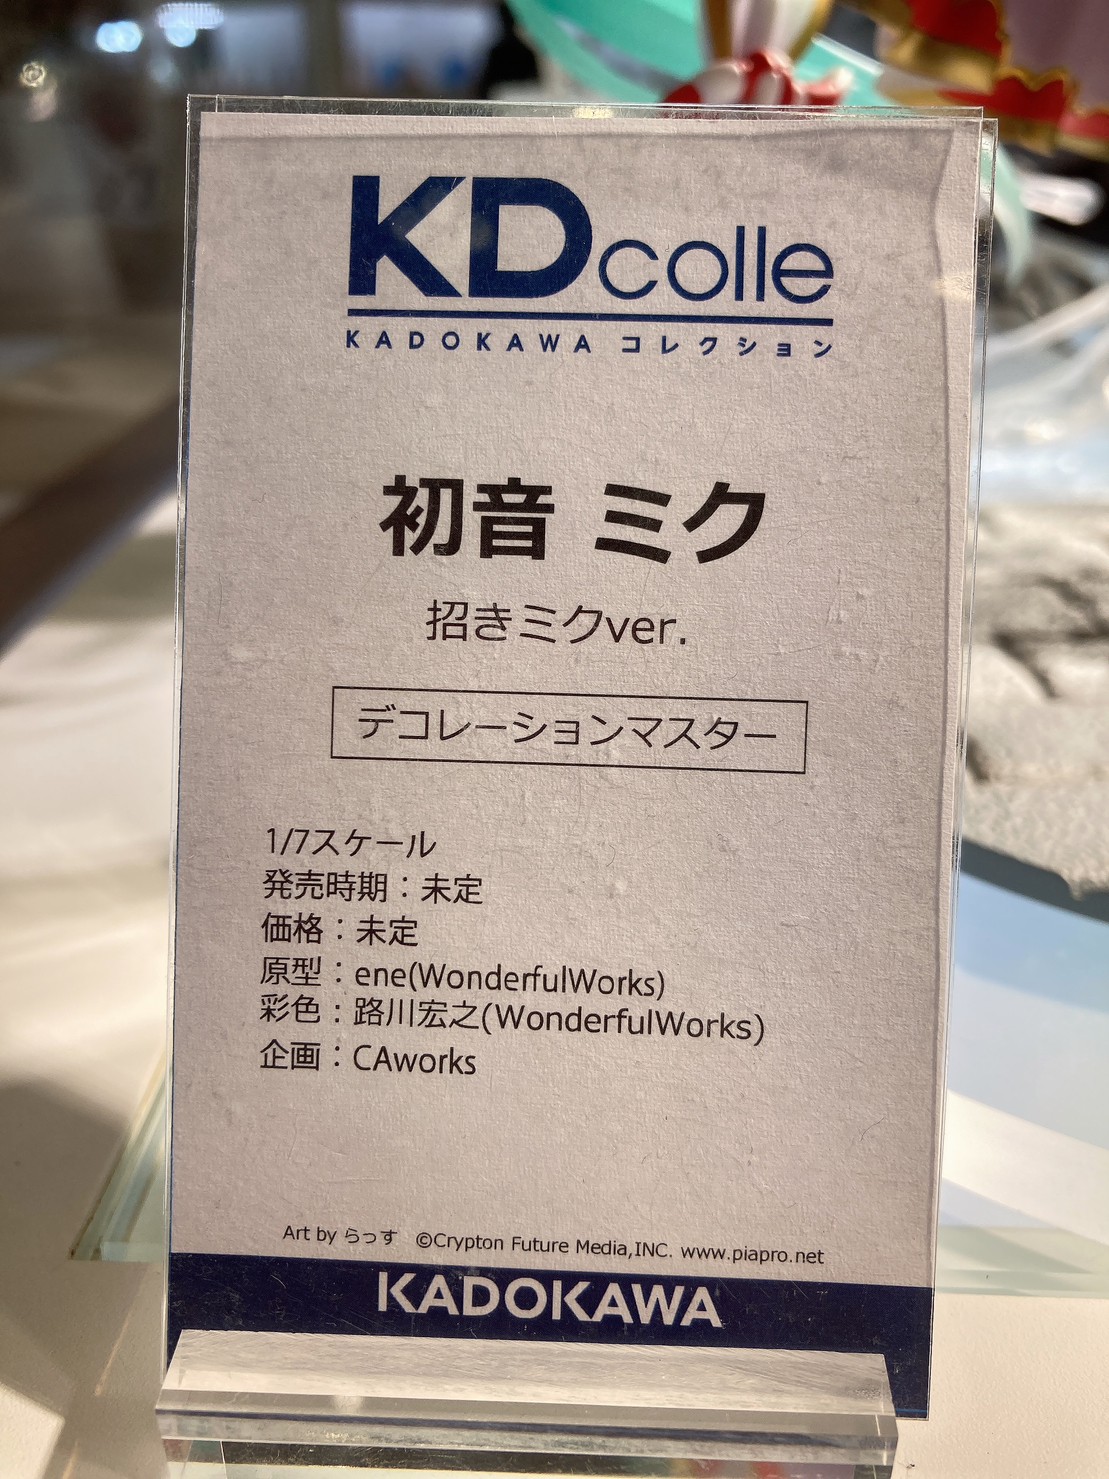 KDcolle
KADOKAWA コレクション
初音 ミク
招きミクver.
デコレーションマスター
1/7スケール
発売時期：未定
価格：未定
原型：ene(WonderfulWorks)
彩色：路川宏之(WonderfulWorks)
企画：CAworks
Art by らっす ©Crypton Future Media,INC. www.piapro.net
KADOKAWA